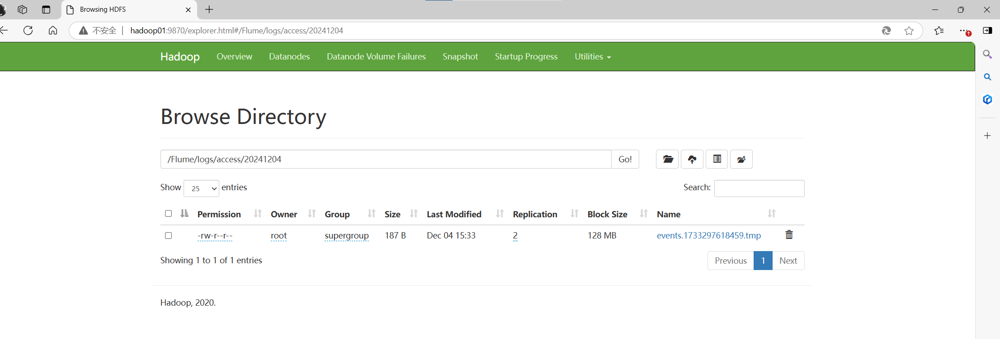 Browsing HDFS
不安全 hadoop01:9870/explorer.html#/Flume/logs/access/20241204
Hadoop Overview Datanodes Datanode Volume Failures Snapshot Startup Progress Utilities
Browse Directory
/Flume/logs/access/20241204 Go!
Show 25 entries Search:
Permission Owner Group Size Last Modified Replication Block Size Name
-rw-r--r-- root supergroup 187 B Dec 04 15:33 2 128 MB events.1733297618459.tmp
Showing 1 to 1 of 1 entries Previous 1 Next
Hadoop, 2020.